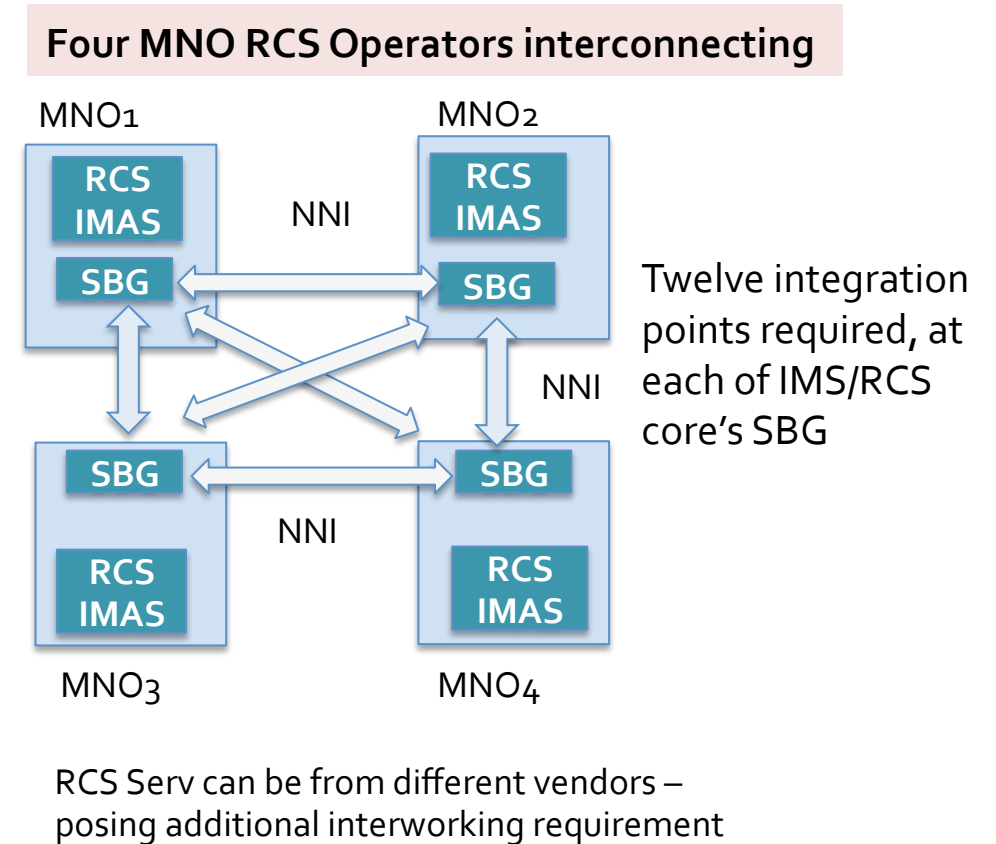 Four MNO RCS Operators interconnecting
MNO1
MNO2
RCS
IMAS
RCS
IMAS
NNI
SBG
SBG
Twelve integration
points required, at
each of IMS/RCS
core's SBG
NNI
SBG
SBG
NNI
RCS
IMAS
RCS
IMAS
MNO3
MNO4
RCS Serv can be from different vendors –
posing additional interworking requirement